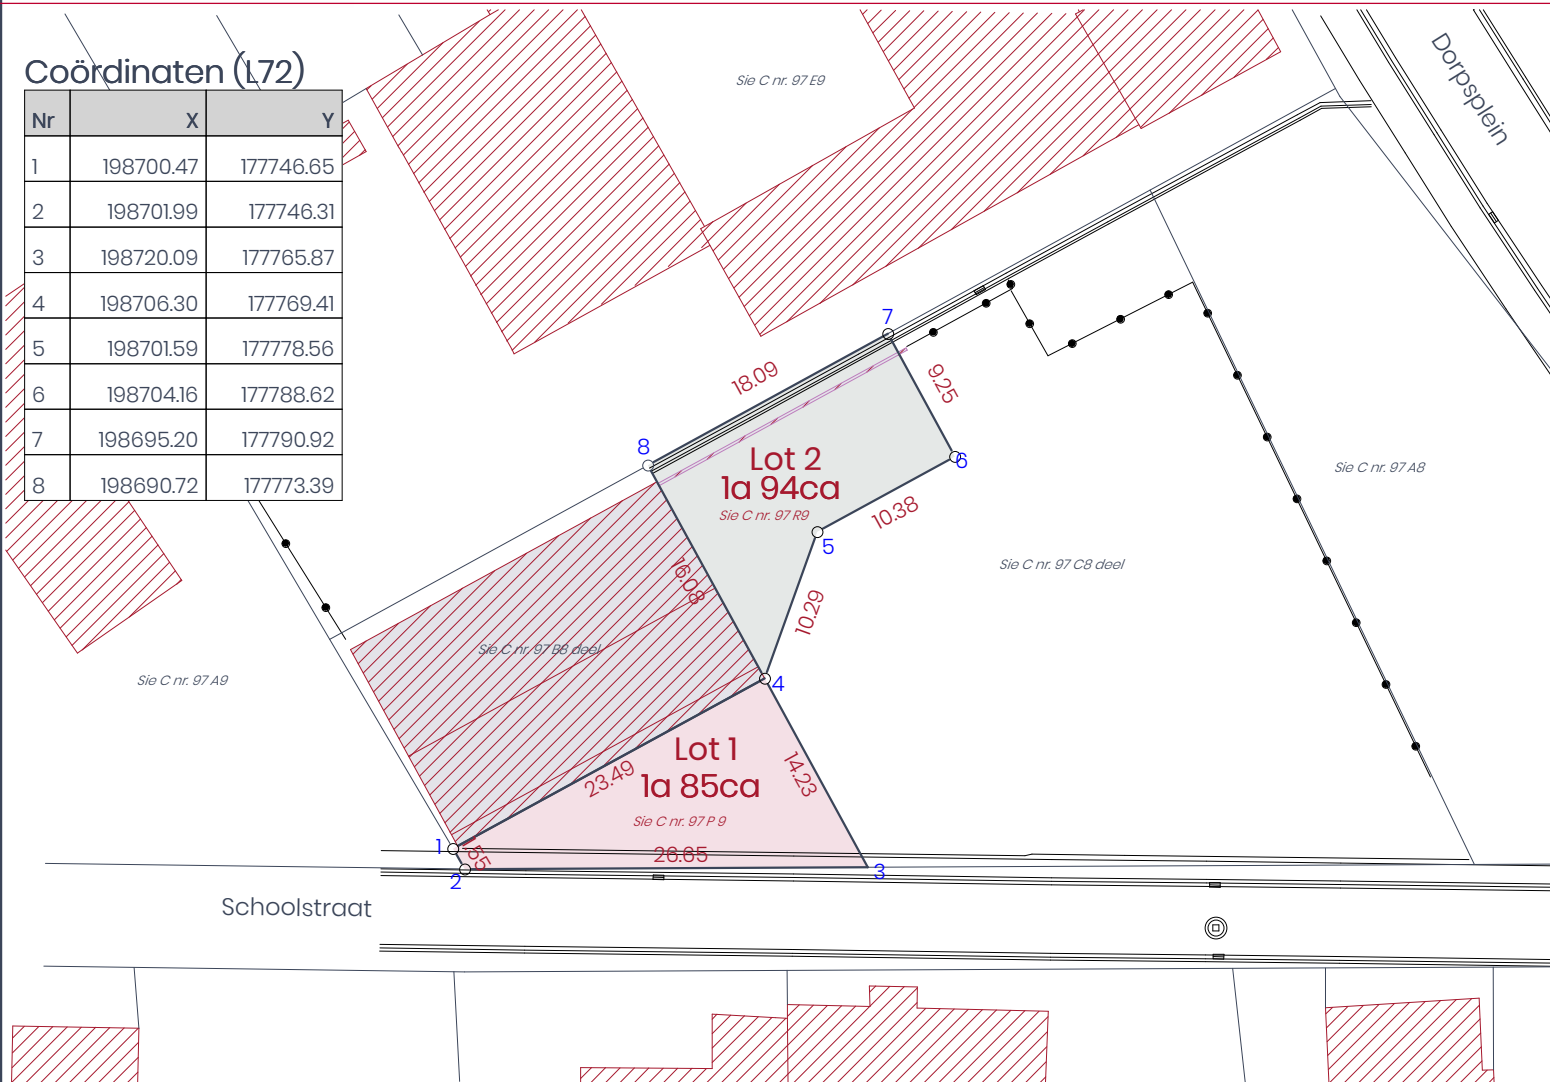 Coördinaten (L72)
Nr X Y
1 198700.47 177746.65
2 198701.99 177746.31
3 198720.09 177765.87
4 198706.30 177769.41
5 198701.59 177778.56
6 198704.16 177788.62
7 198695.20 177790.92
8 198690.72 177773.39
Sie C nr. 97 E9
Dorpsplein
7
18.09
9.25
8
Lot 2
1a 94ca
Sie C nr. 97 R9
6
10.38
5
Sie C nr. 97 A8
Sie C nr. 97 C8 deel
16.08
10.29
Sie C nr. 97 B8 deel
Sie C nr. 97 A9
4
Lot 1
1a 85ca
23.49
14.23
Sie C nr. 97 P 9
1
26.65
3
2
Schoolstraat